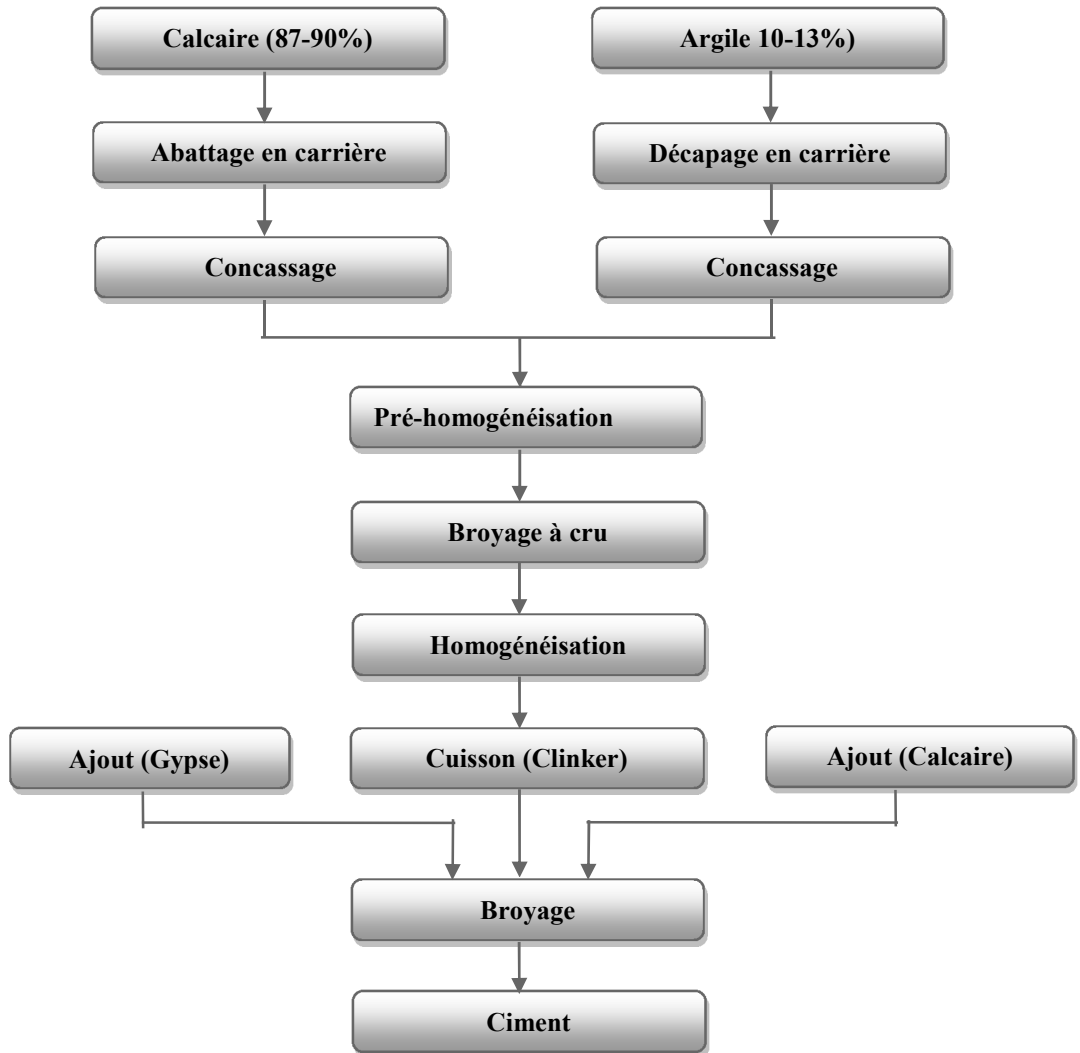 Calcaire (87-90%)
Argile 10-13%)
Abattage en carrière
Décapage en carrière
Concassage
Concassage
Pré-homogénéisation
Broyage à cru
Homogénéisation
Ajout (Gypse)
Cuisson (Clinker)
Ajout (Calcaire)
Broyage
Ciment